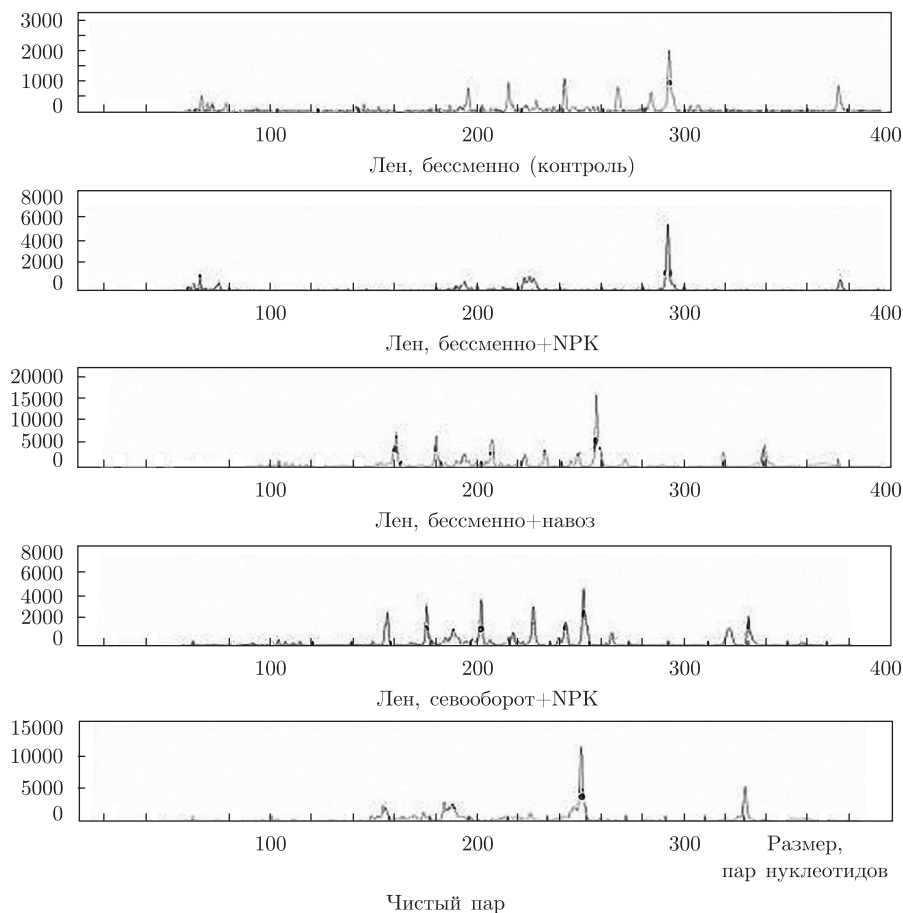 3000
2000
1000
0
100 200 300 400
Лен, бессменно (контроль)
8000
6000
4000
2000
0
100 200 300 400
Лен, бессменно+NPK
20000
15000
10000
5000
0
100 200 300 400
Лен, бессменно+навоз
8000
6000
4000
2000
0
100 200 300 400
Лен, севооборот+NPK
15000
10000
5000
0
100 200 300 Размер,
пар нуклеотидов
Чистый пар